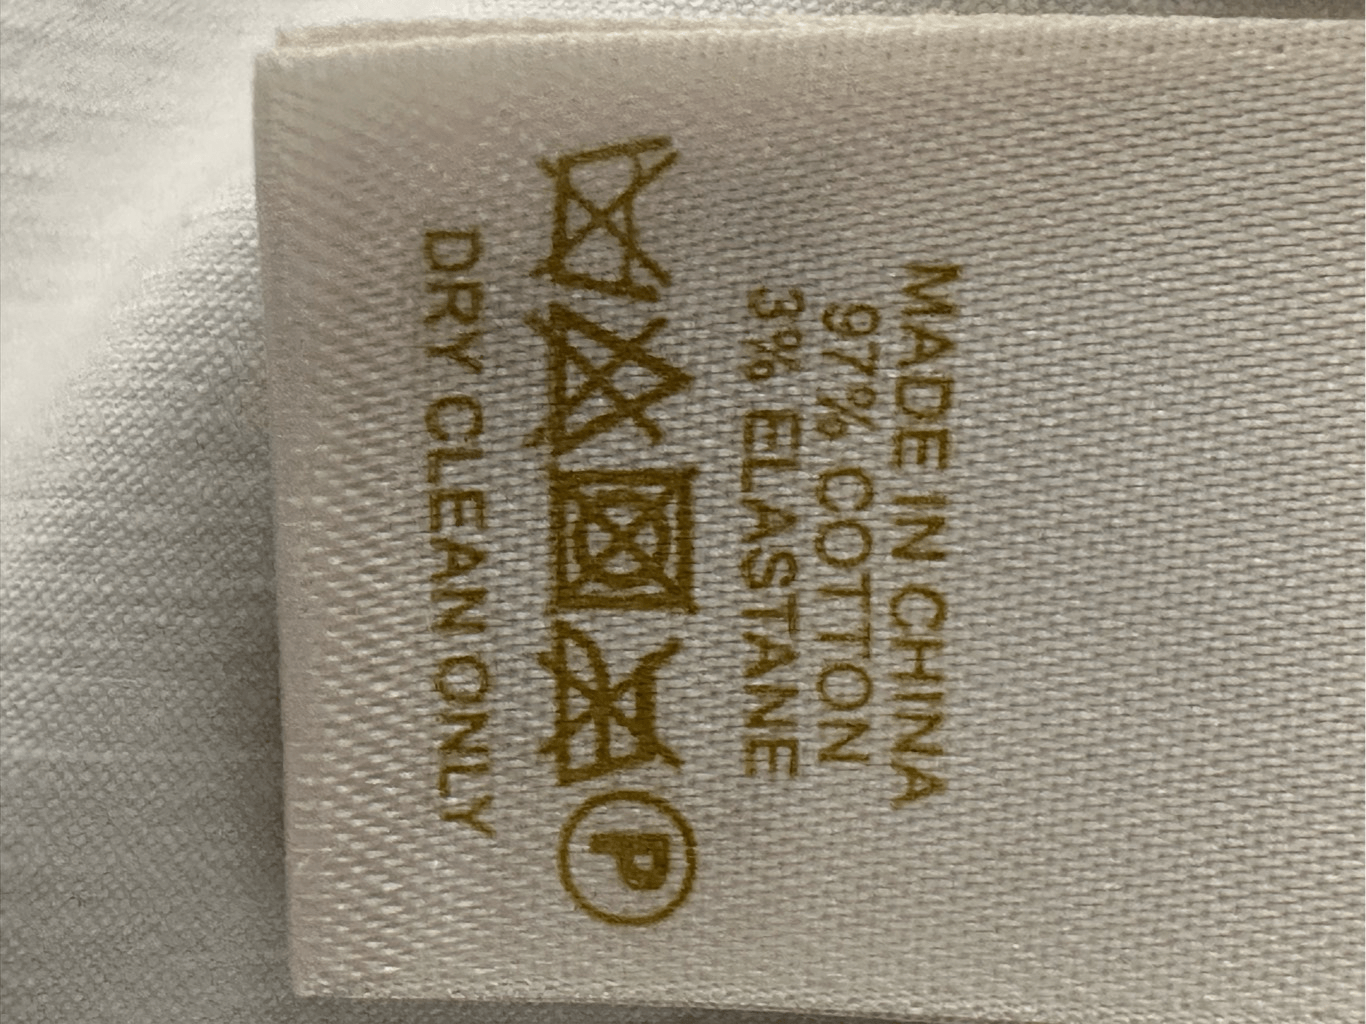 MADE IN CHINA
97% COTTON
3% ELASTANE
P
DRY CLEAN ONLY